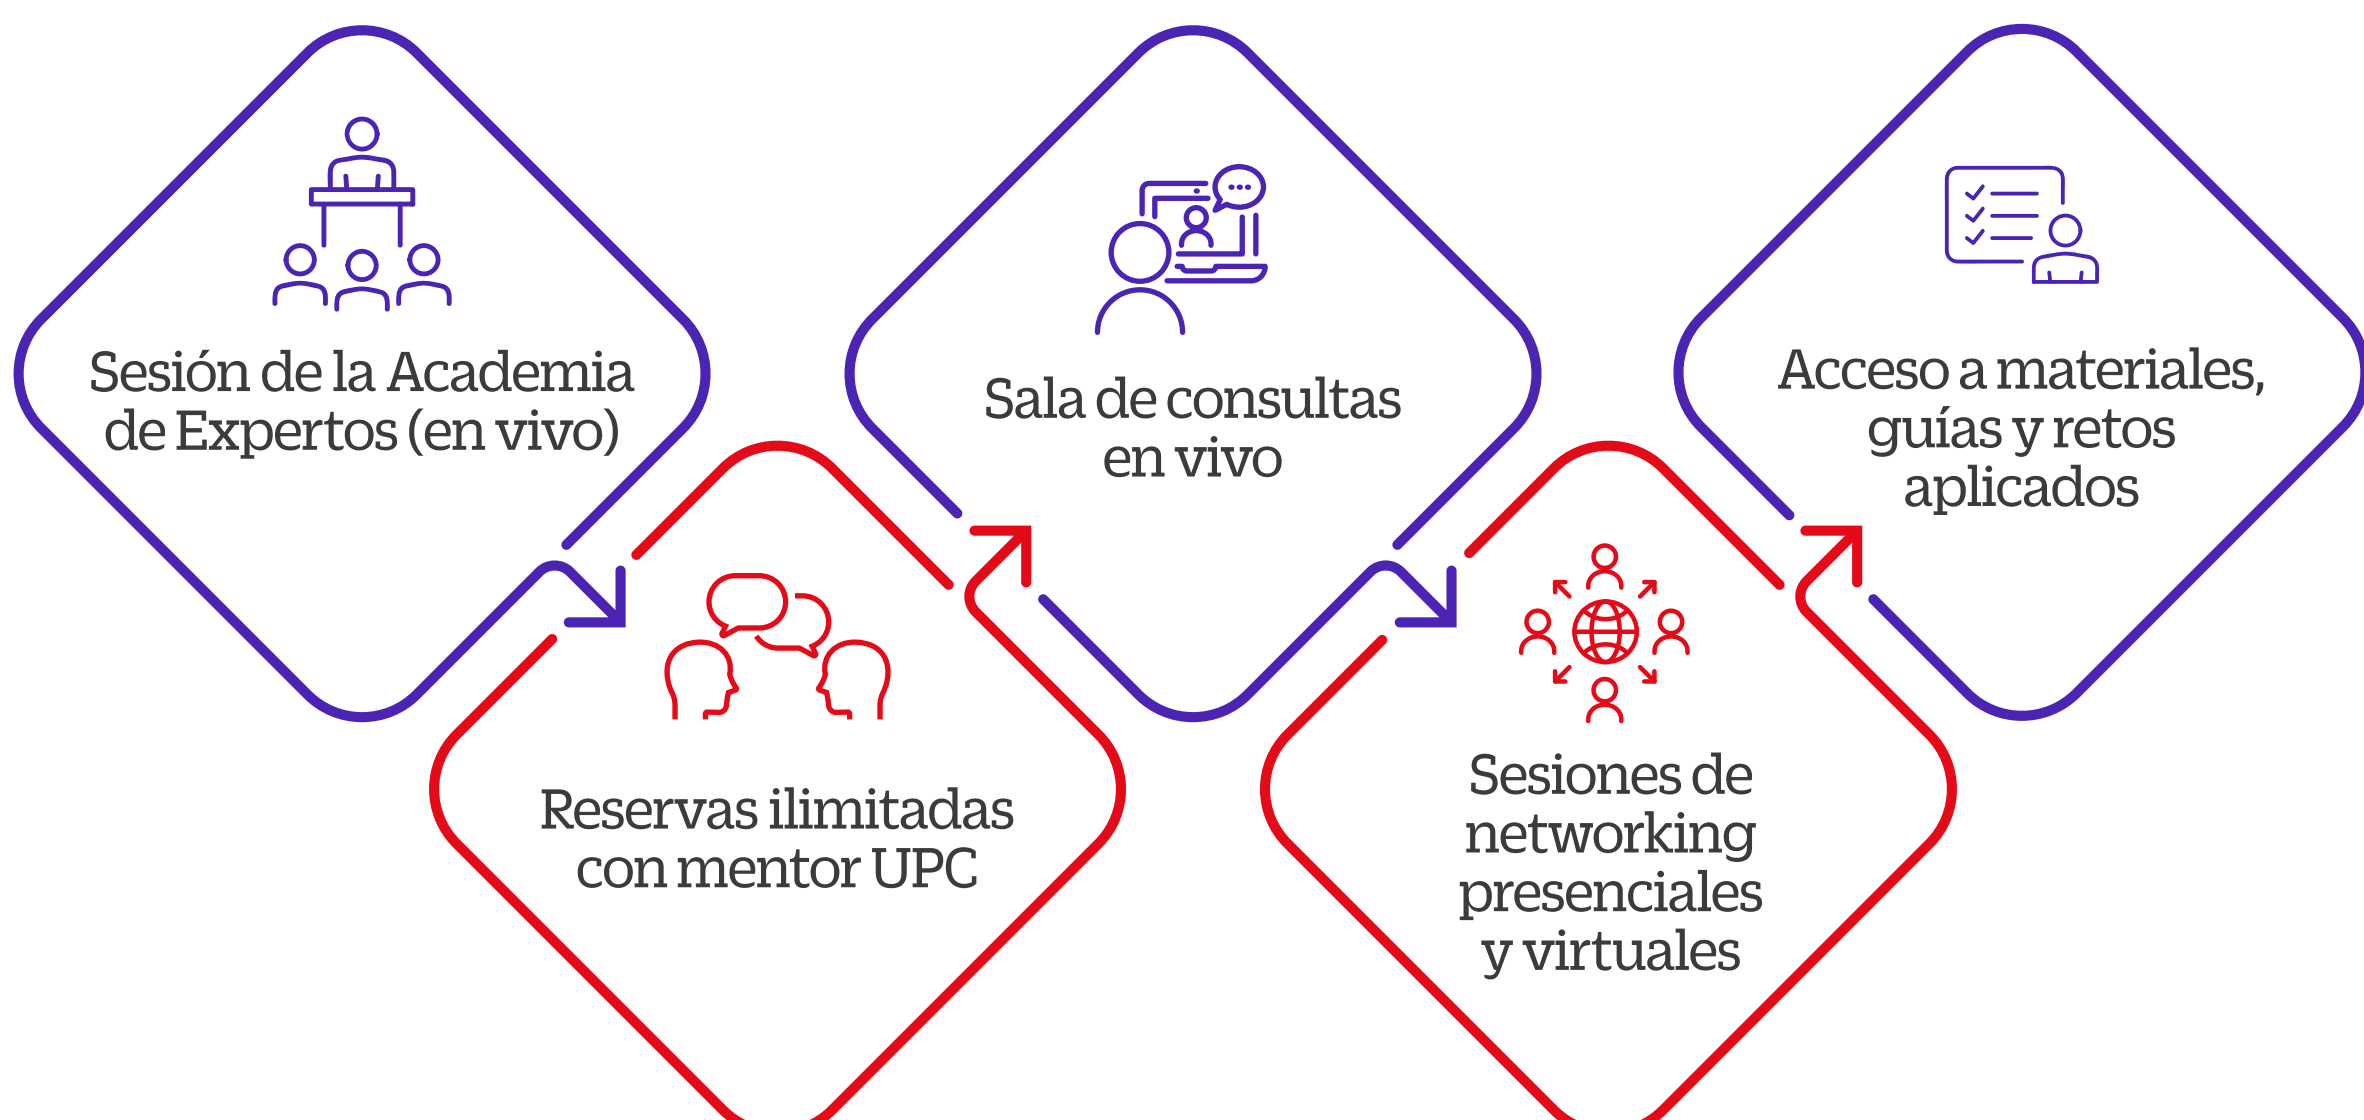 Sesión de la Academia
de Expertos (en vivo)
Reservas ilimitadas
con mentor UPC
Sala de consultas
en vivo
Sesiones de
networking
presenciales
y virtuales
Acceso a materiales,
guías y retos
aplicados